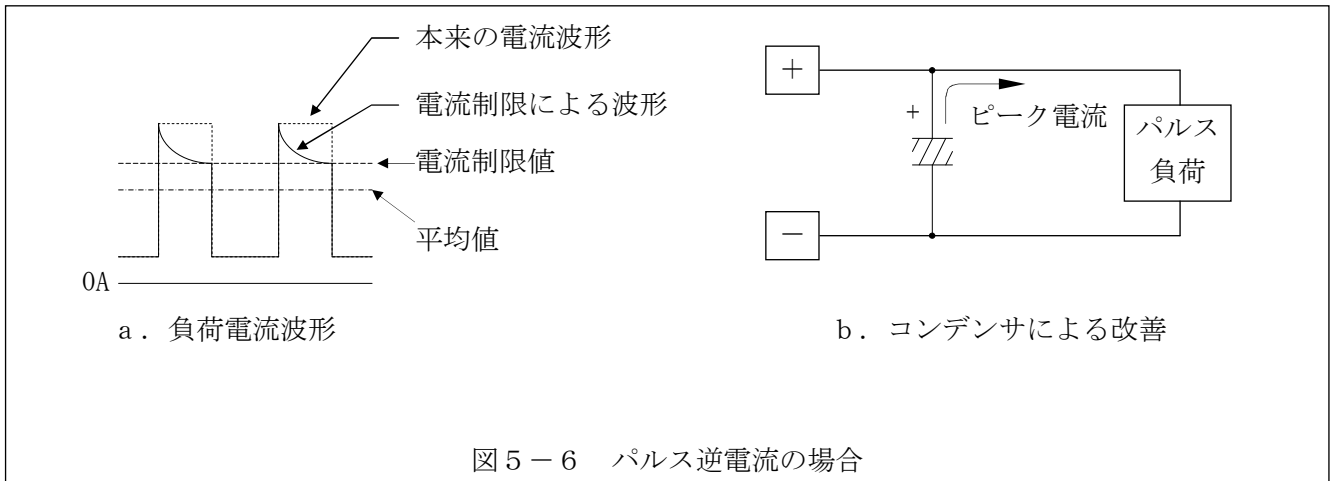 本来の電流波形
電流制限による波形
電流制限値
平均値
0A
a．負荷電流波形
＋
－
+
ピーク電流
パルス
負荷
b．コンデンサによる改善
図５－６　パルス逆電流の場合